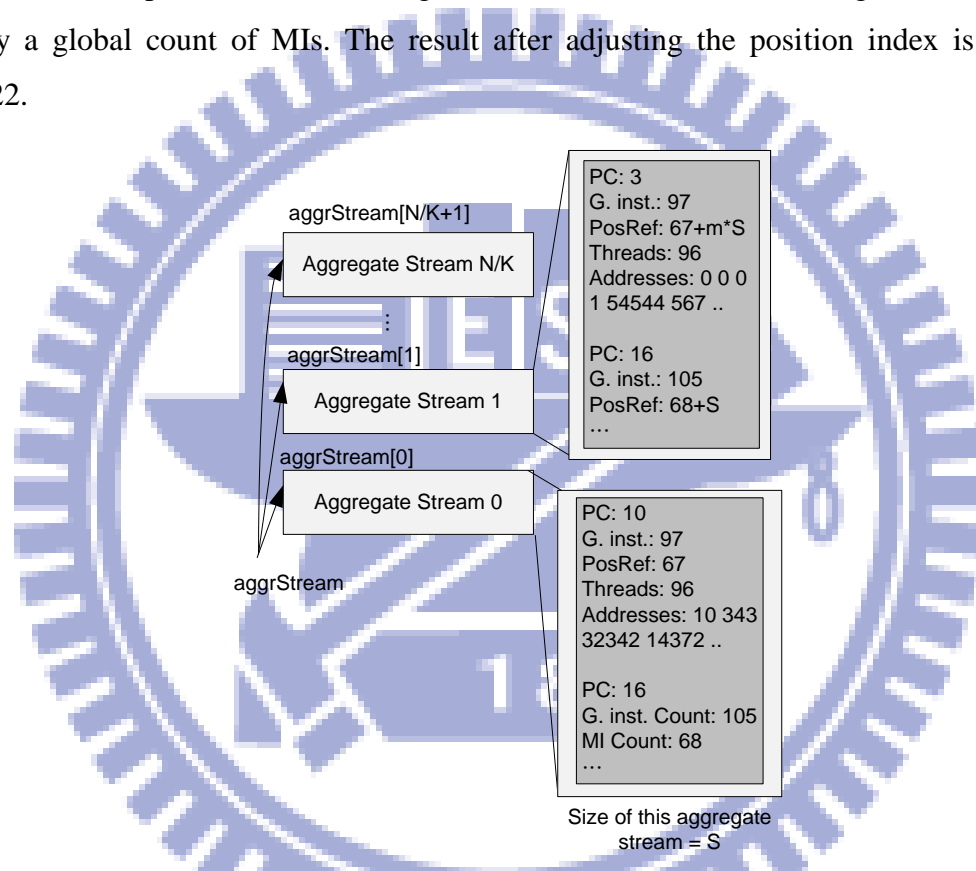 y a global count of MIs. The result after adjusting the position index is
22.
aggrStream[N/K+1]
Aggregate Stream N/K
⋮
aggrStream[1]
Aggregate Stream 1
aggrStream[0]
Aggregate Stream 0
aggrStream
PC: 3
G. inst.: 97
PosRef: 67+m*S
Threads: 96
Addresses: 0 0 0
1 54544 567 ..
PC: 16
G. inst.: 105
PosRef: 68+S
...
PC: 10
G. inst.: 97
PosRef: 67
Threads: 96
Addresses: 10 343
32342 14372 ..
PC: 16
G. inst. Count: 105
MI Count: 68
...
Size of this aggregate
stream = S